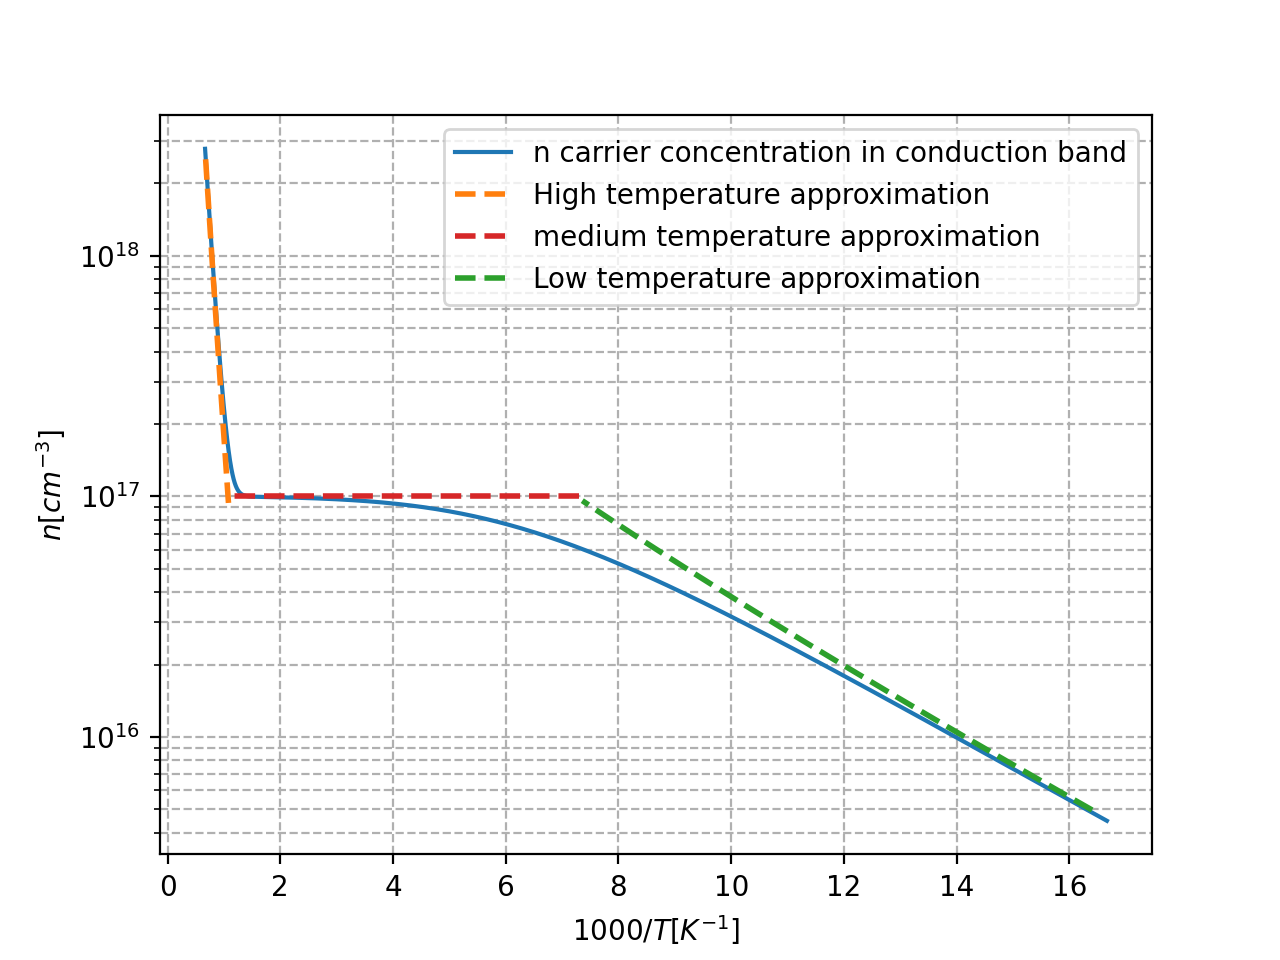 n carrier concentration in conduction band
High temperature approximation
medium temperature approximation
Low temperature approximation
10^18
10^17
10^16
n[cm^−3]
0 2 4 6 8 10 12 14 16
1000/T[K^−1]